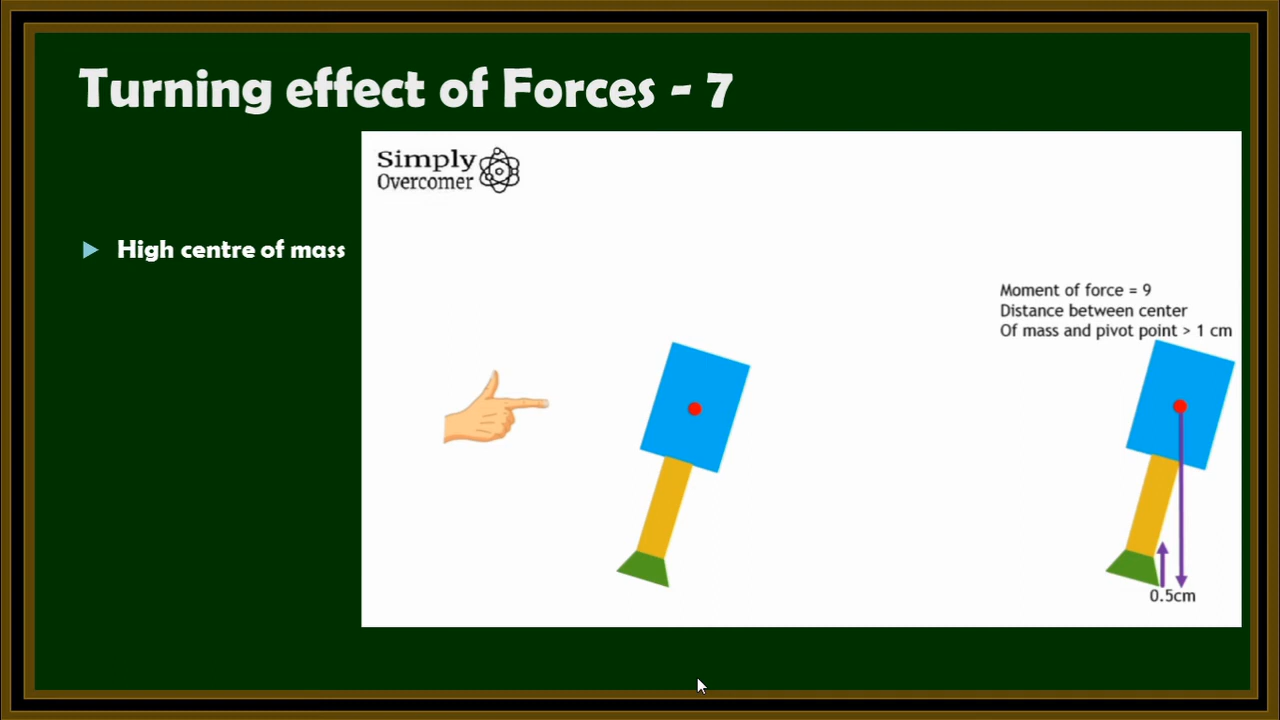 Turning effect of Forces - 7
Simply
Overcomer
High centre of mass
Moment of force = 9
Distance between center
Of mass and pivot point > 1 cm
0.5cm